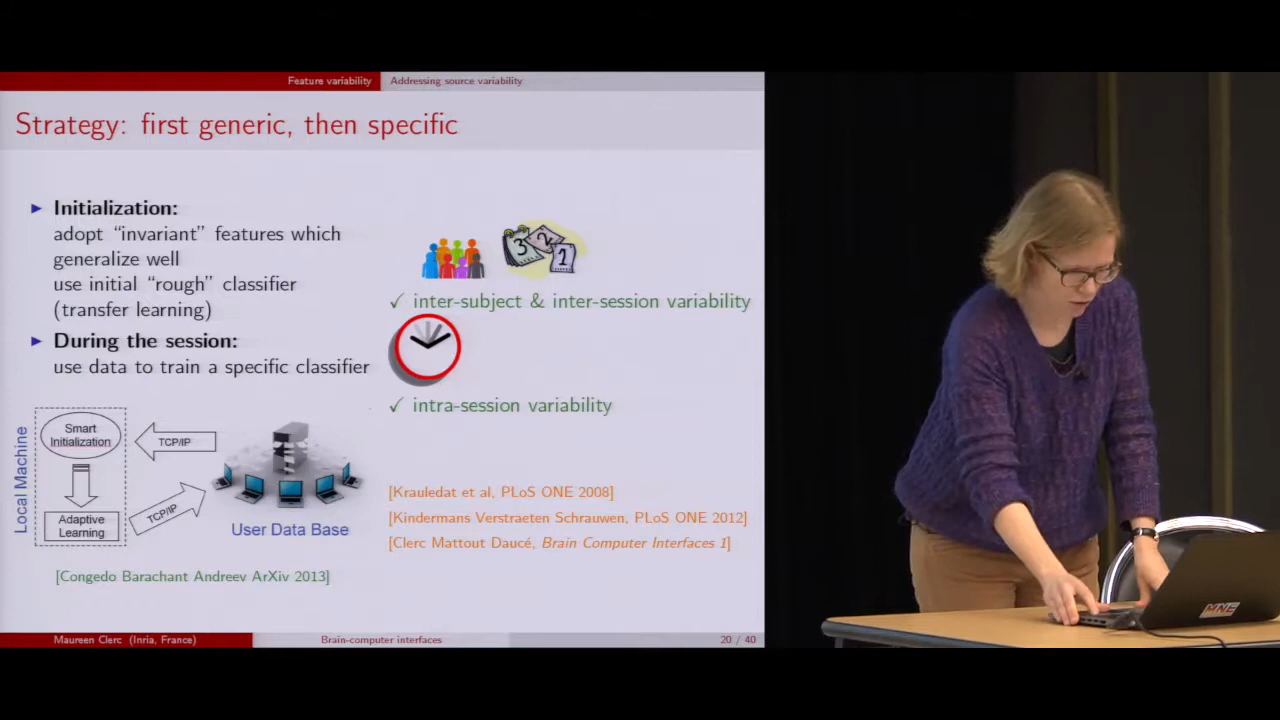 Feature variability
Addressing source variability
Strategy: first generic, then specific
▶ Initialization:
adopt “invariant” features which
generalize well
use initial “rough” classifier
(transfer learning)
▶ During the session:
use data to train a specific classifier
3
2
1
✓ inter-subject & inter-session variability
✓ intra-session variability
Local Machine
Smart
Initialization
TCP/IP
Adaptive
Learning
TCP/IP
User Data Base
[Congedo Barachant Andreev ArXiv 2013]
[Krauledat et al, PLoS ONE 2008]
[Kindermans Verstraeten Schrauwen, PLoS ONE 2012]
[Clerc Mattout Daucé, Brain Computer Interfaces 1]
Maureen Clerc (Inria, France)
Brain-computer interfaces
20 / 40
MNE